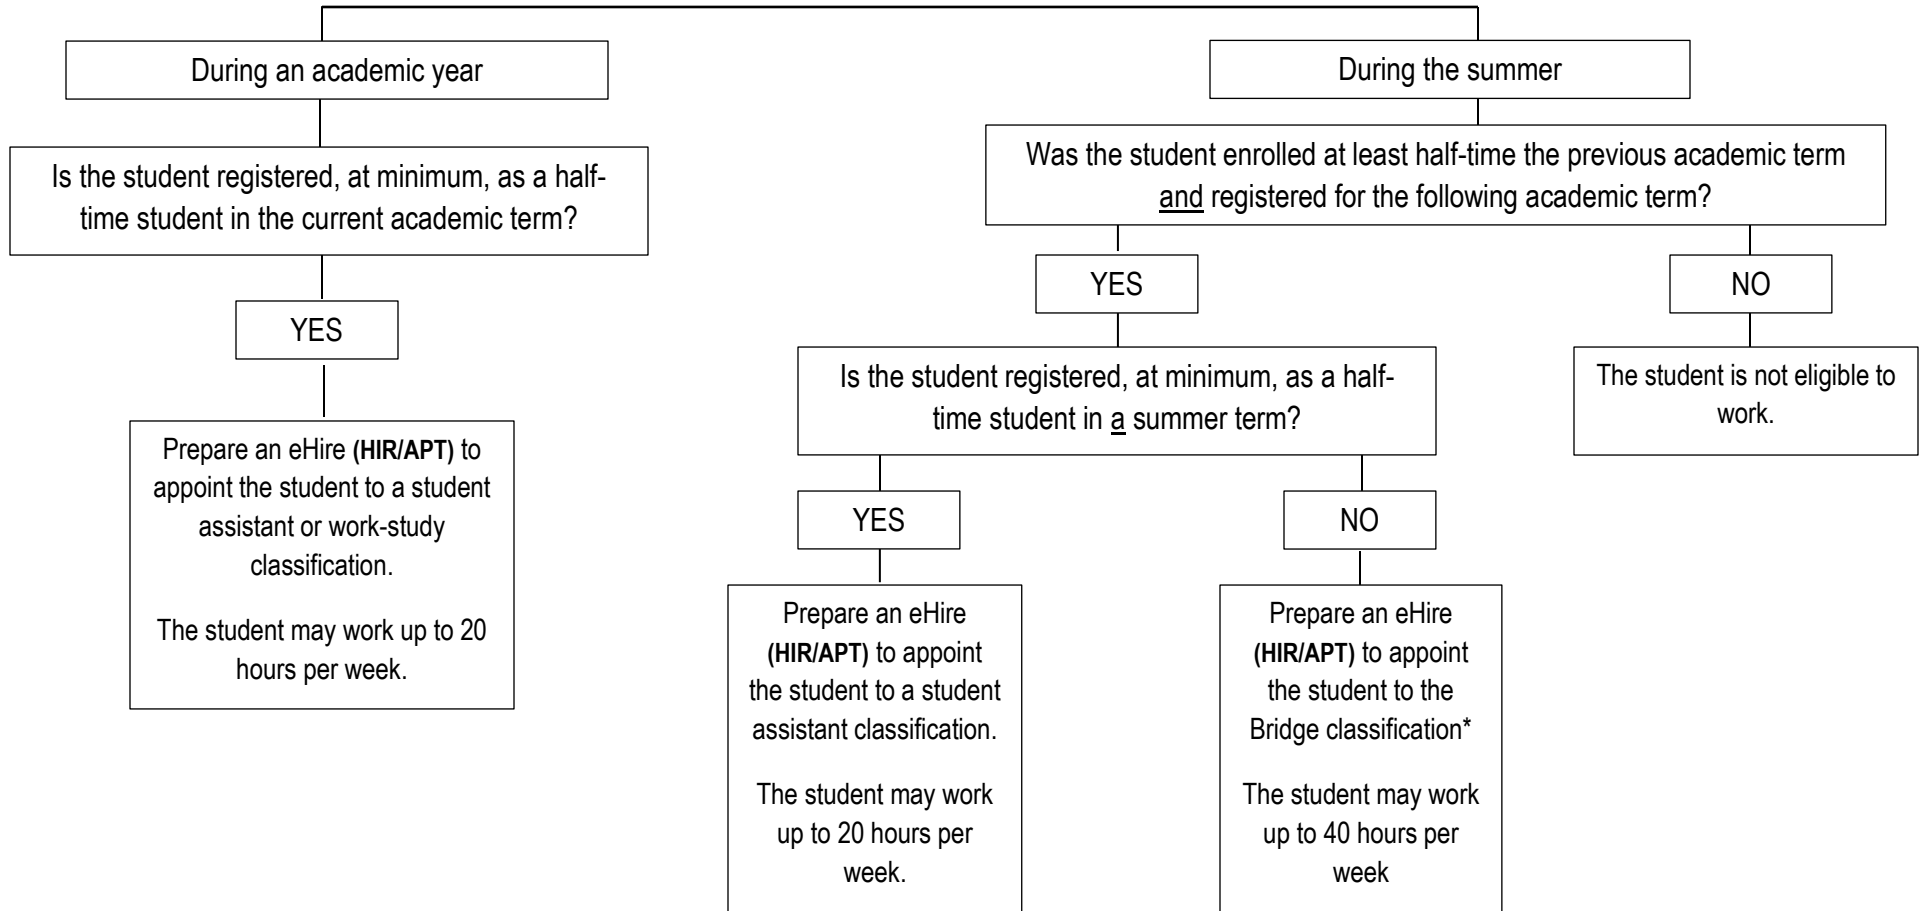 During an academic year
Is the student registered, at minimum, as a half-
time student in the current academic term?
YES
Prepare an eHire (HIR/APT) to
appoint the student to a student
assistant or work-study
classification.
The student may work up to 20
hours per week.
During the summer
Was the student enrolled at least half-time the previous academic term
and registered for the following academic term?
YES
Is the student registered, at minimum, as a half-
time student in a summer term?
YES
Prepare an eHire
(HIR/APT) to appoint
the student to a student
assistant classification.
The student may work
up to 20 hours per
week.
NO
Prepare an eHire
(HIR/APT) to appoint
the student to the
Bridge classification*
The student may work
up to 40 hours per
week
NO
The student is not eligible to
work.